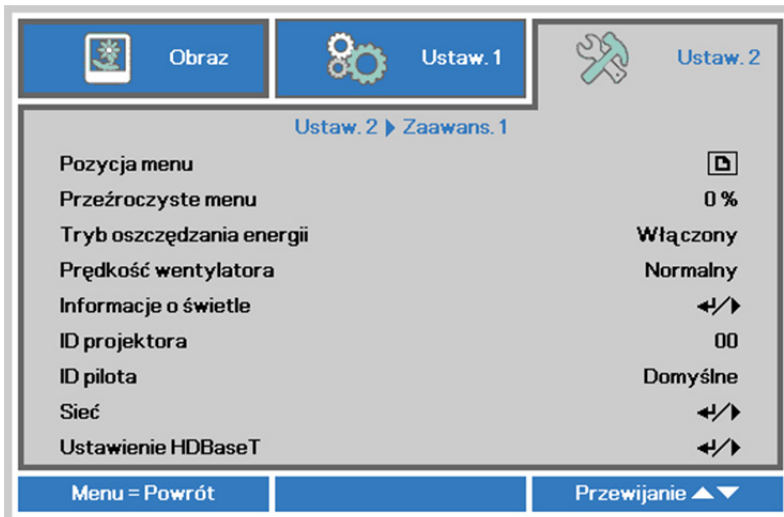 Obraz
Ustaw. 1
Ustaw. 2
Ustaw. 2 ▶ Zaawans. 1
Pozycja menu
Przeźroczyste menu 0 %
Tryb oszczędzania energii Włączony
Prędkość wentylatora Normalny
Informacje o świetle ↵/▶
ID projektora 00
ID pilota Domyślne
Sieć ↵/▶
Ustawienie HDBaseT ↵/▶
Menu = Powrót
Przewijanie ▲▼